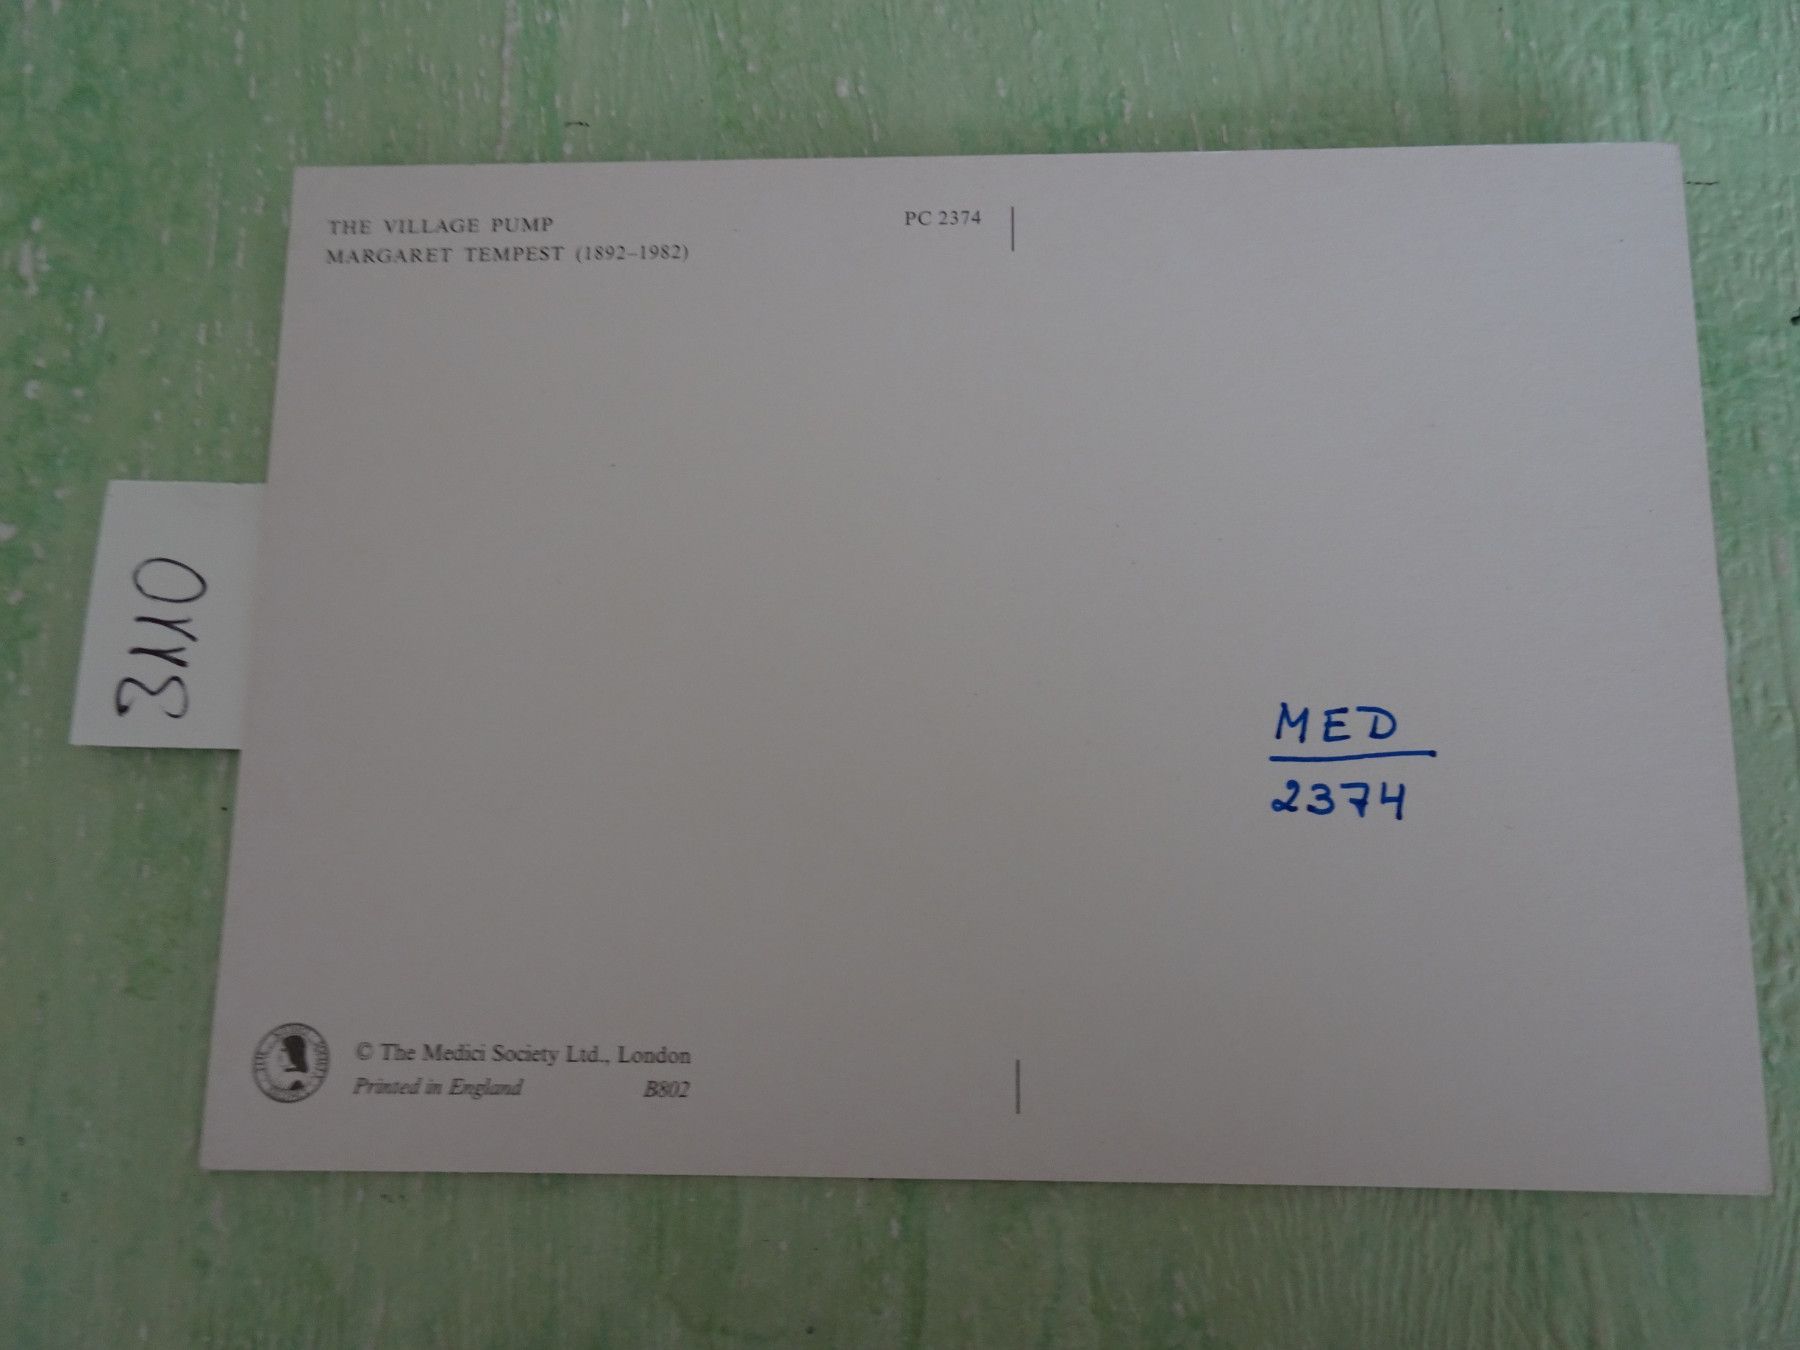 THE VILLAGE PUMP
MARGARET TEMPEST (1892–1982)
PC 2374
3110
MED
2374
© The Medici Society Ltd., London
Printed in England B802